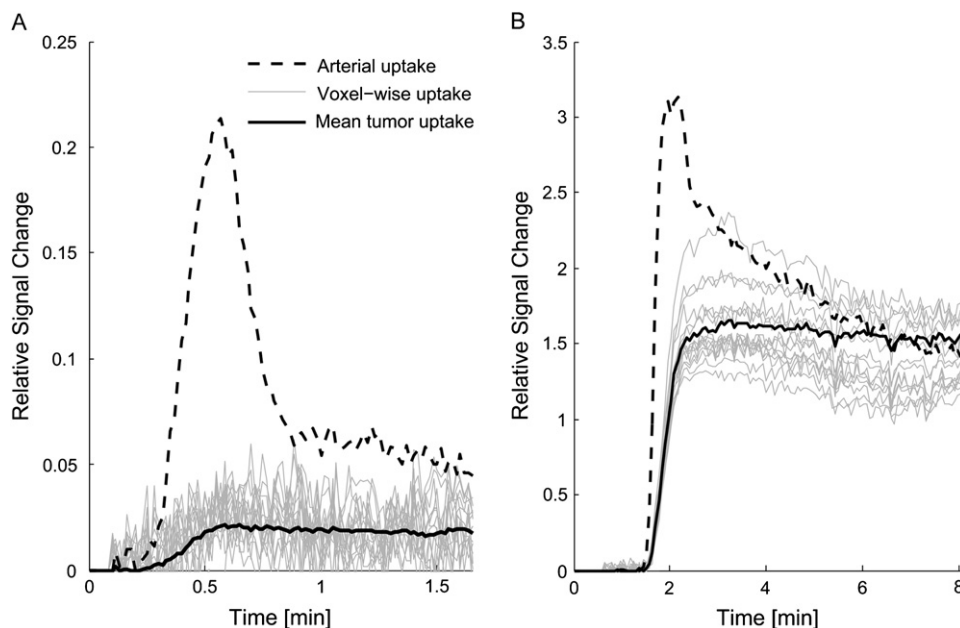 A
Relative Signal Change
0.25
0.2
0.15
0.1
0.05
0
0
0.5
1
1.5
Time [min]
Arterial uptake
Voxel−wise uptake
Mean tumor uptake
B
Relative Signal Change
3.5
3
2.5
2
1.5
1
0.5
0
0
2
4
6
8
Time [min]